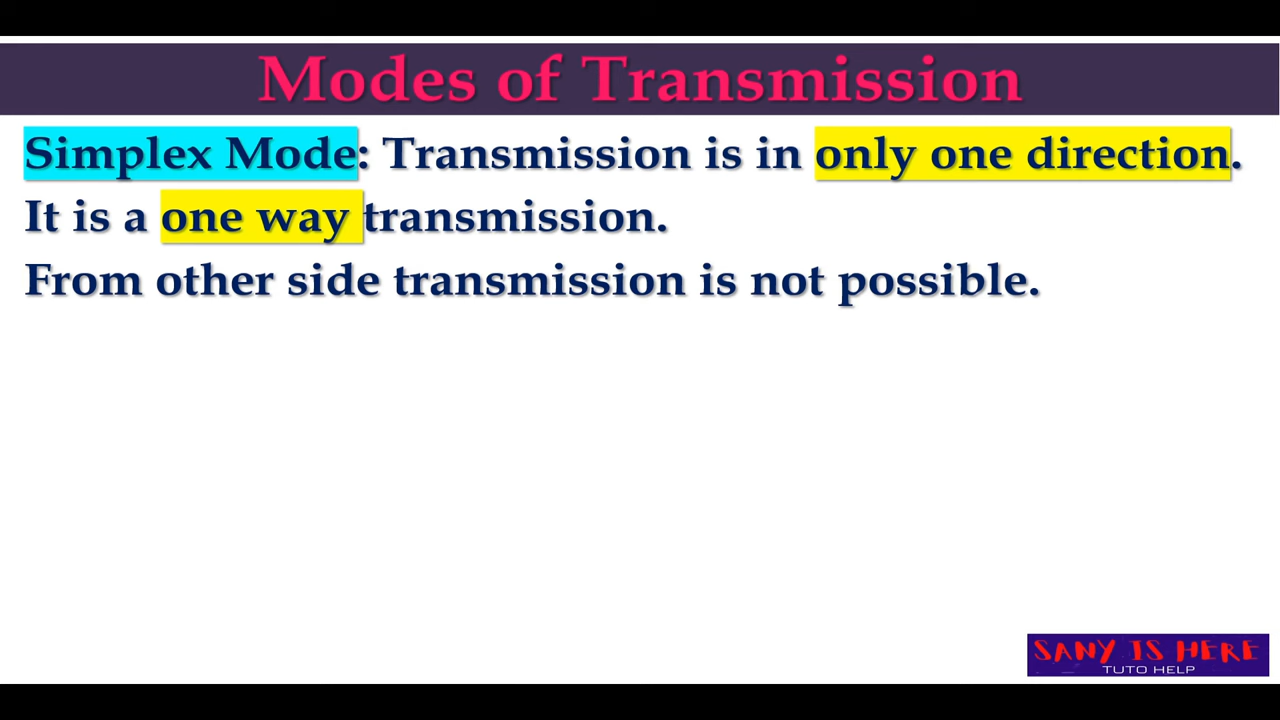 Modes of Transmission
Simplex Mode: Transmission is in only one direction.
It is a one way transmission.
From other side transmission is not possible.
SANY IS HERE
TUTO HELP